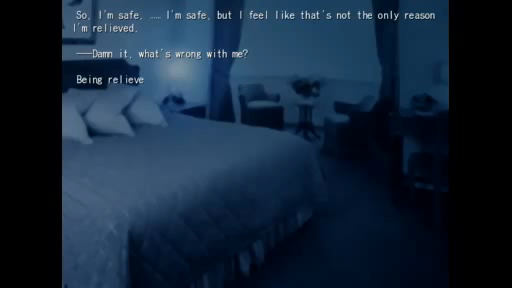 So, I'm safe, …… I'm safe, but I feel like that's not the only reason
I'm relieved.
──Damn it, what's wrong with me?
Being relieve